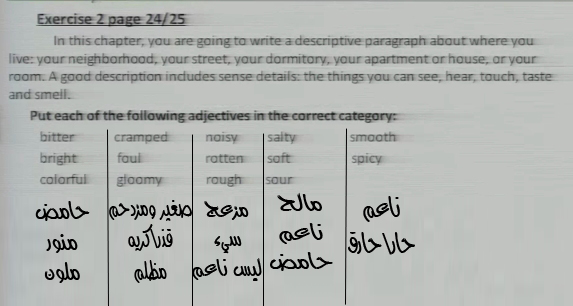 Exercise 2 page 24/25
In this chapter, you are going to write a descriptive paragraph about where you
live: your neighborhood, your street, your dormitory, your apartment or house, or your
room. A good description includes sense details: the things you can see, hear, touch, taste
and smell.
Put each of the following adjectives in the correct category:
bitter cramped noisy salty smooth
bright foul rotten soft spicy
colorful gloomy rough sour
حامض صغير ومزدحم مزعج مالح ناعم
منور قذر/كريه سيء ناعم حار/حارق
ملون مظلم ليس ناعم حامض